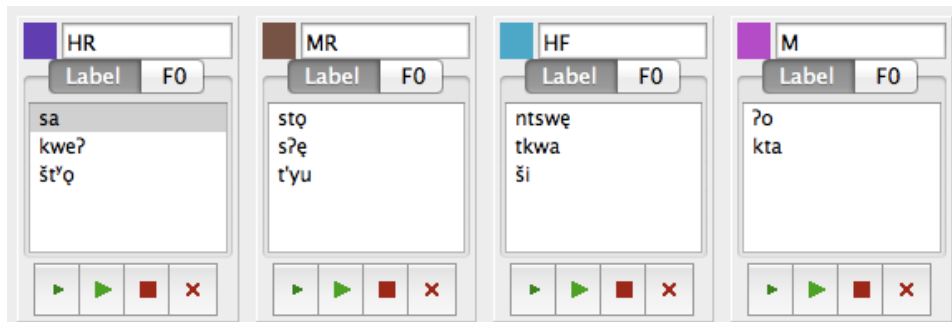 HR
Label F0
sa
kweʔ
štʸǫ
MR
Label F0
stǫ
sʔę
t'yu
HF
Label F0
ntswę
tkwa
ši
M
Label F0
ʔo
kta